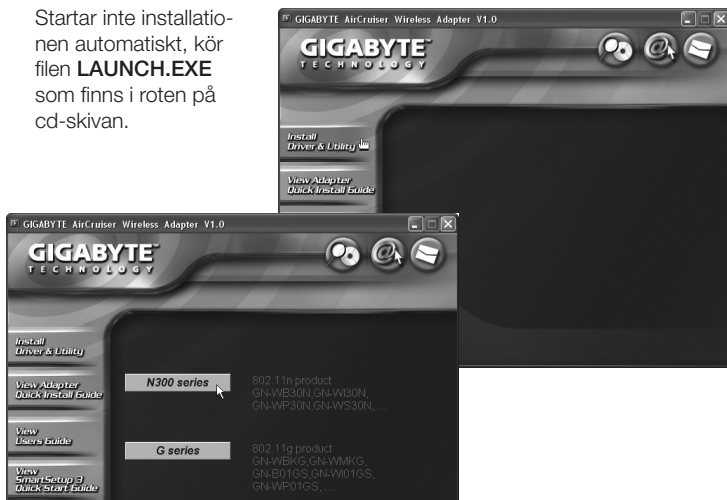 Startar inte installatio-
nen automatiskt, kör
filen LAUNCH.EXE
som finns i roten på
cd-skivan.
GIGABYTE AirCruiser Wireless Adapter V1.0
GIGABYTE™
TECHNOLOGY
Install
Driver & Utility
View Adapter
Quick Install Guide
GIGABYTE AirCruiser Wireless Adapter V1.0
GIGABYTE™
TECHNOLOGY
Install
Driver & Utility
View Adapter
Quick Install Guide
View
Users Guide
View
SmartSetup 3
Quick Start Guide
N300 series
802.11n product
GN-WB30N,GN-WI30N,
GN-WP30N,GN-WS30N,.....
G series
802.11g product
GN-WBKG,GN-WMKG,
GN-B01GS,GN-WI01GS,
GN-WP01GS,.....